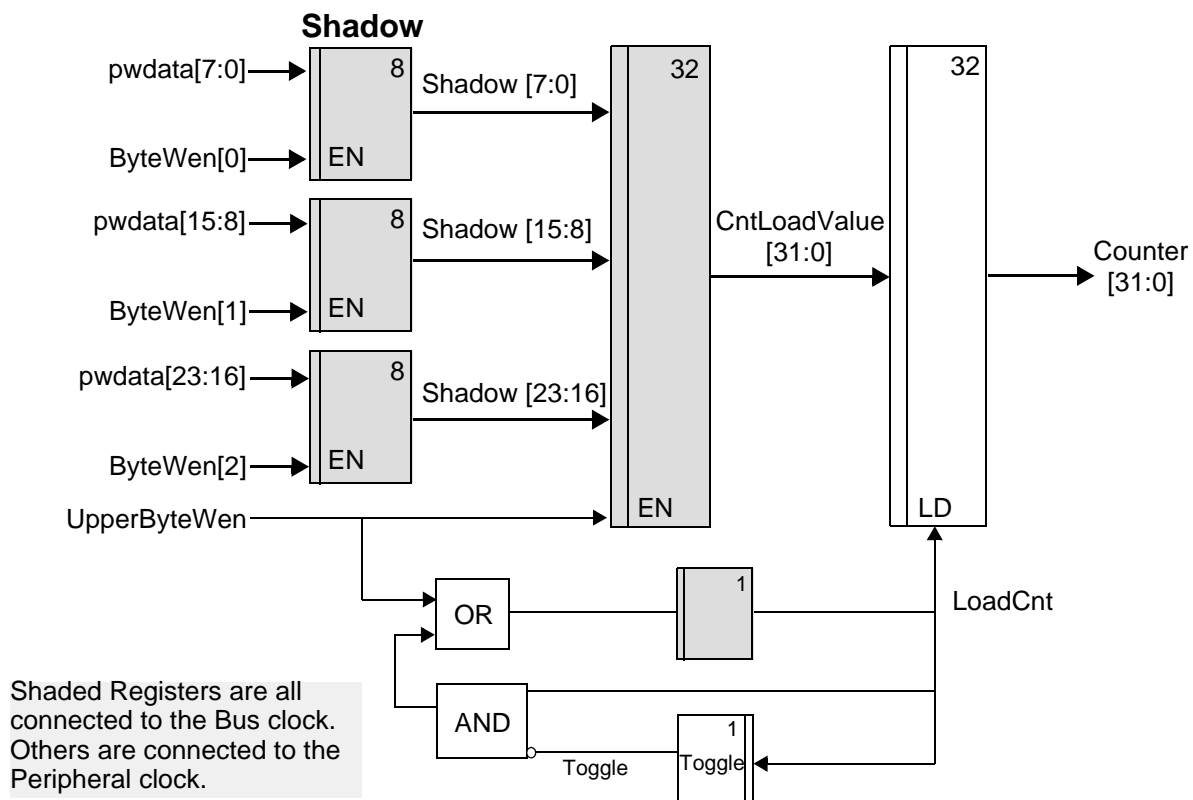 Shadow
pwdata[7:0]
8
Shadow [7:0]
32
32
ByteWen[0]
EN
pwdata[15:8]
8
Shadow [15:8]
CntLoadValue
[31:0]
Counter
[31:0]
ByteWen[1]
EN
pwdata[23:16]
8
Shadow [23:16]
ByteWen[2]
EN
UpperByteWen
EN
LD
1
LoadCnt
OR
Shaded Registers are all
connected to the Bus clock.
Others are connected to the
Peripheral clock.
AND
Toggle
1
Toggle